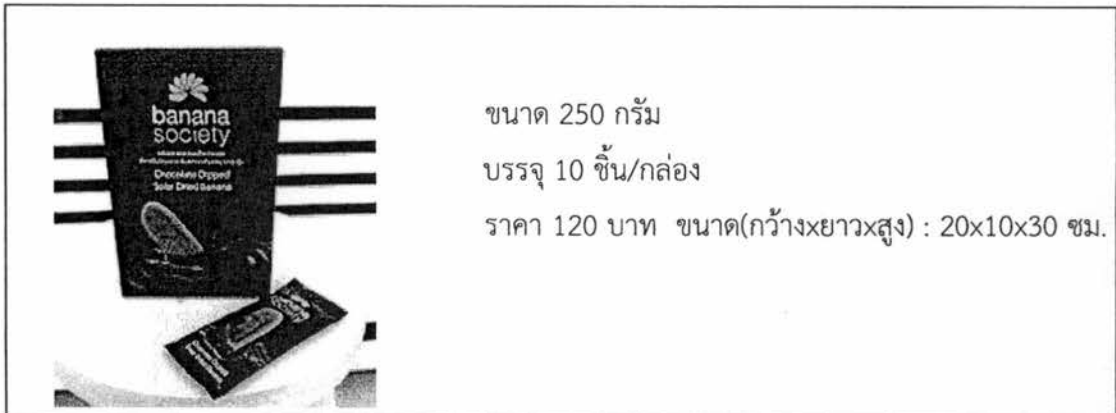 banana
society
Chocolate Dipped
Solar Dried Banana
ขนาด 250 กรัม
บรรจุ 10 ชิ้น/กล่อง
ราคา 120 บาท ขนาด(กว้างxยาวxสูง) : 20x10x30 ซม.